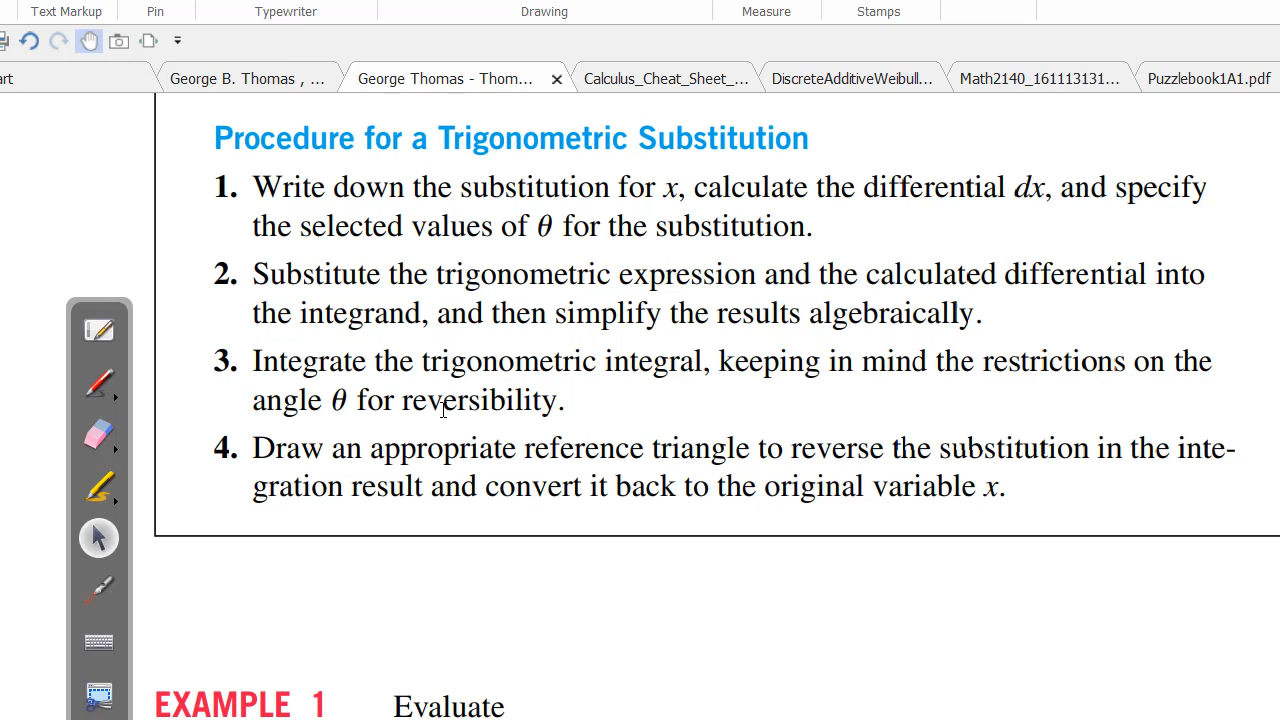 Text Markup Pin Typewriter Drawing Measure Stamps
art George B. Thomas , ... George Thomas - Thom... Calculus_Cheat_Sheet_... DiscreteAdditiveWeibull... Math2140_161113131... Puzzlebook1A1.pdf
Procedure for a Trigonometric Substitution
1. Write down the substitution for x, calculate the differential dx, and specify
the selected values of θ for the substitution.
2. Substitute the trigonometric expression and the calculated differential into
the integrand, and then simplify the results algebraically.
3. Integrate the trigonometric integral, keeping in mind the restrictions on the
angle θ for reversibility.
4. Draw an appropriate reference triangle to reverse the substitution in the inte-
gration result and convert it back to the original variable x.
EXAMPLE 1 Evaluate